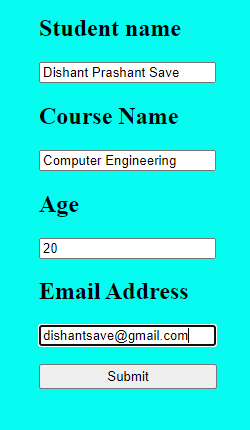 Student name
Dishant Prashant Save
Course Name
Computer Engineering
Age
20
Email Address
dishantsave@gmail.com
Submit